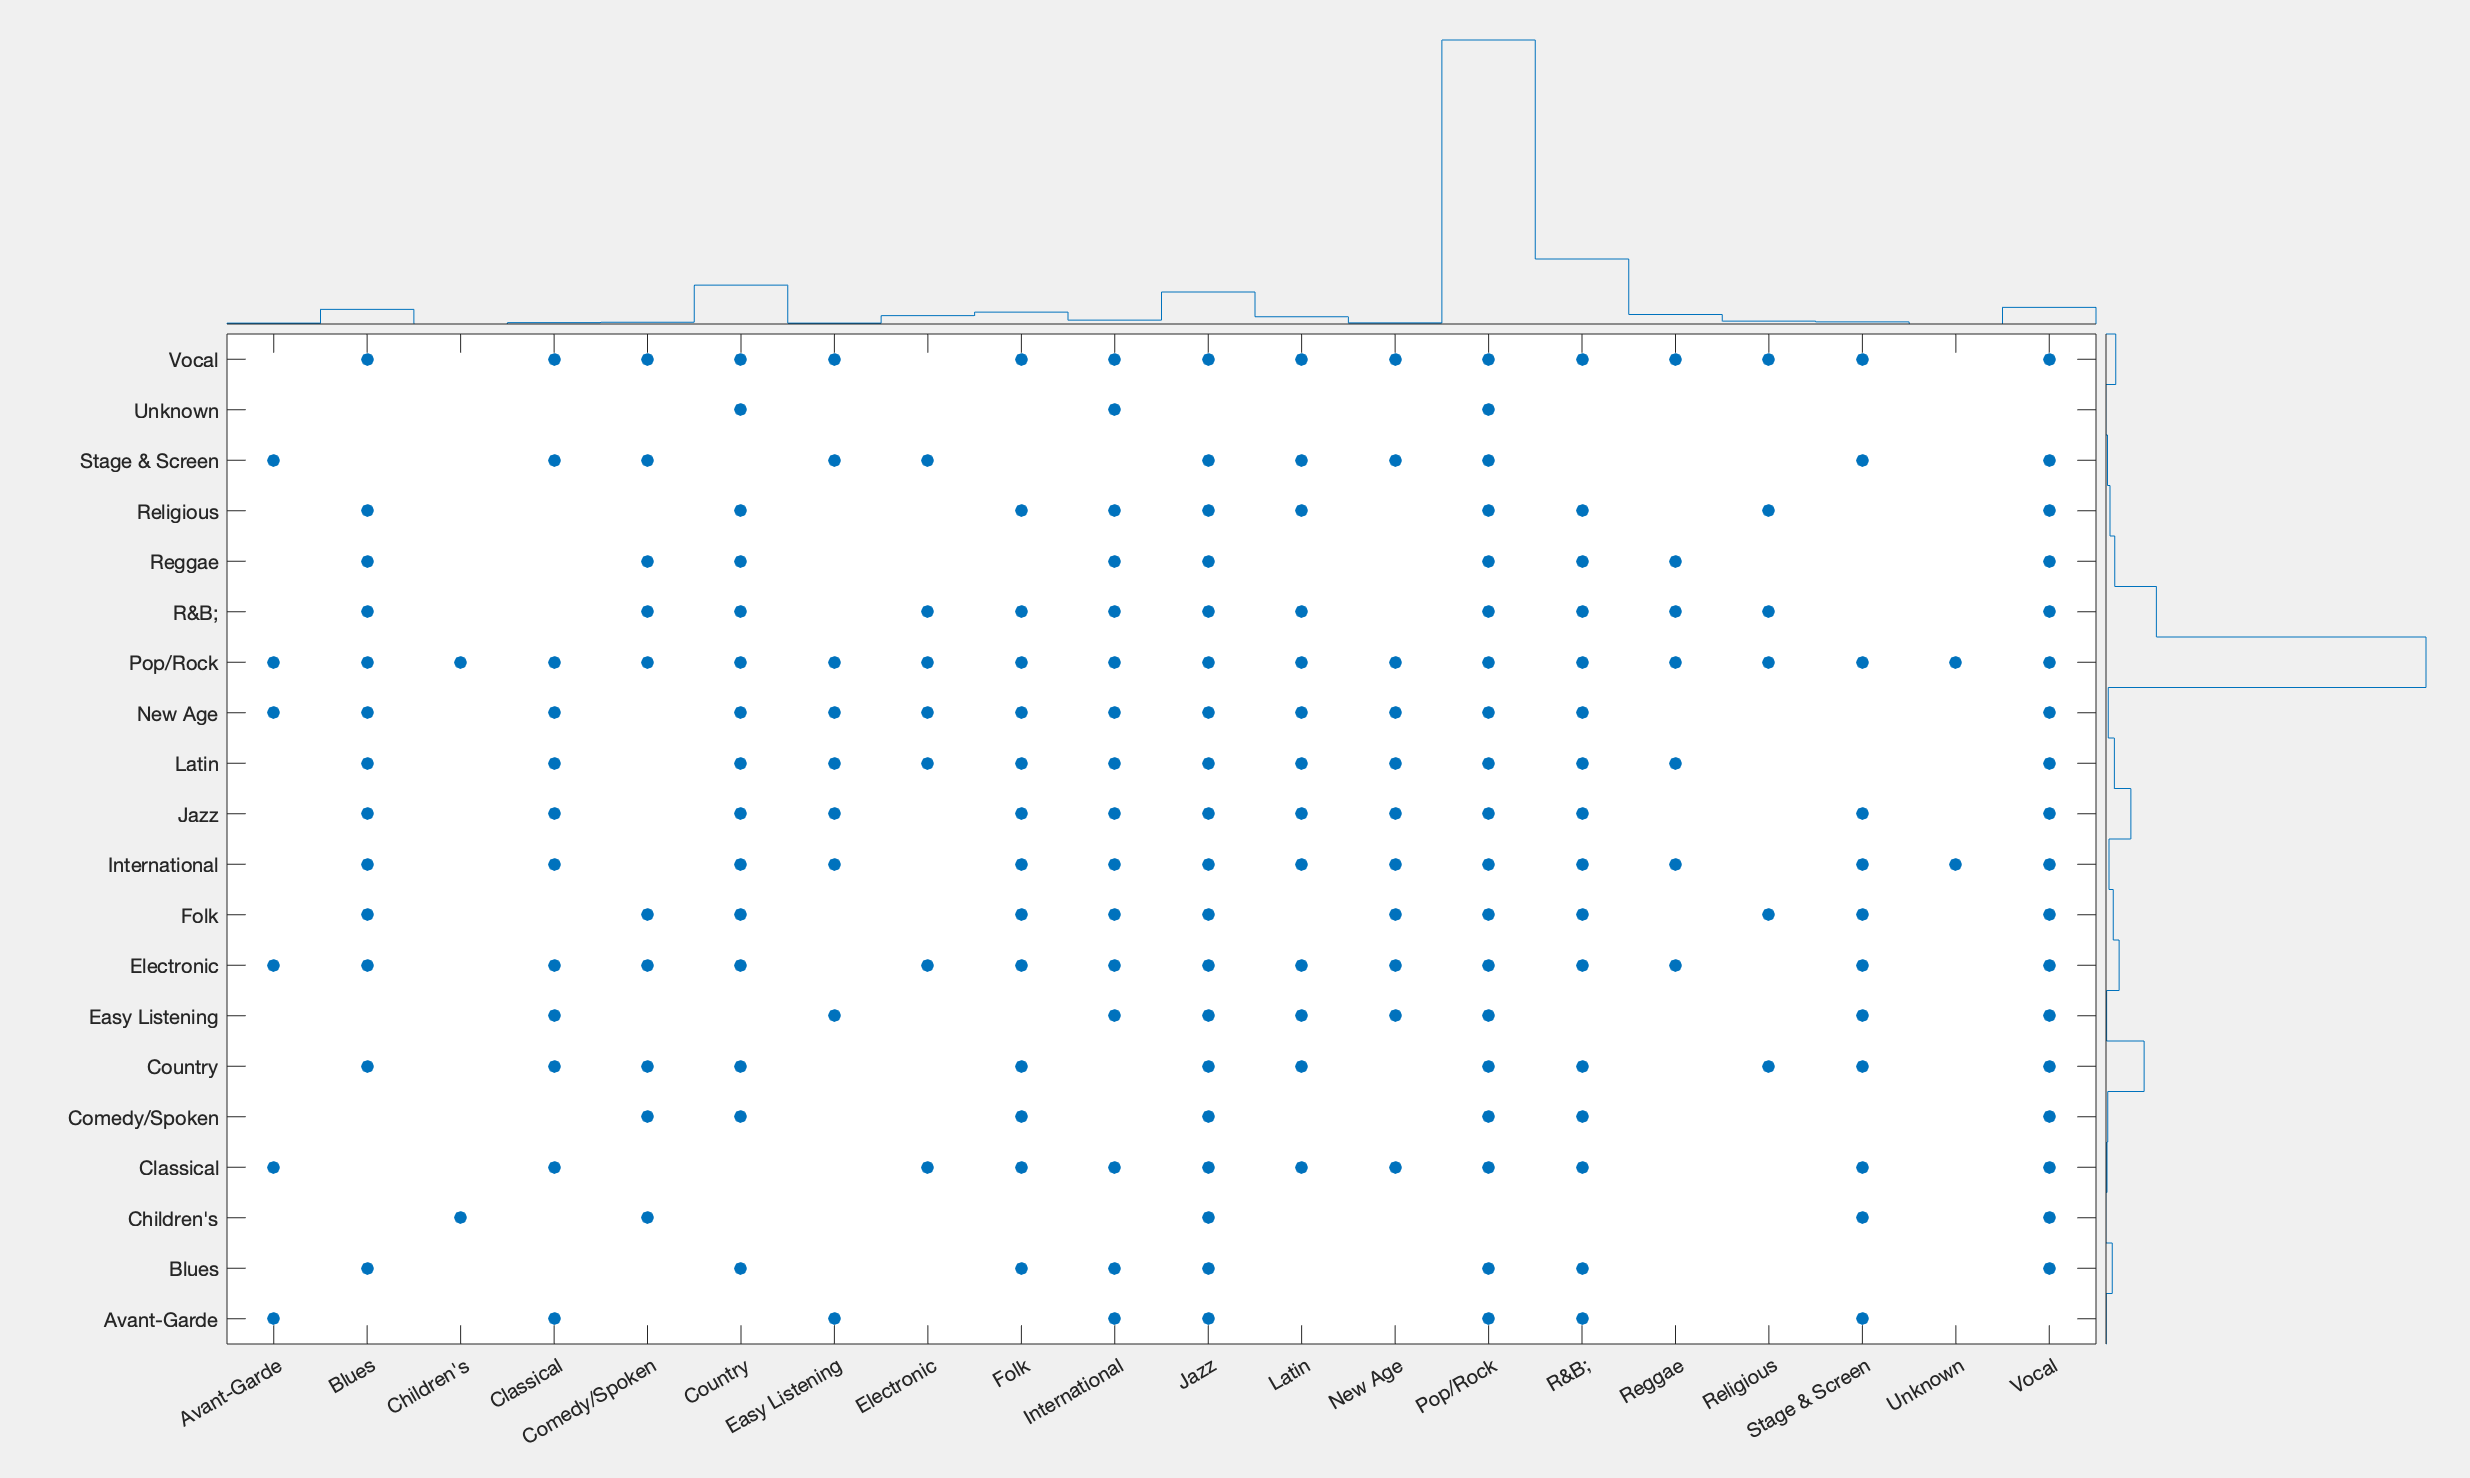 Vocal
Unknown
Stage & Screen
Religious
Reggae
R&B;
Pop/Rock
New Age
Latin
Jazz
International
Folk
Electronic
Easy Listening
Country
Comedy/Spoken
Classical
Children's
Blues
Avant-Garde
Avant-Garde
Blues
Children's
Classical
Comedy/Spoken
Country
Easy Listening
Electronic
Folk
International
Jazz
Latin
New Age
Pop/Rock
R&B;
Reggae
Religious
Stage & Screen
Unknown
Vocal